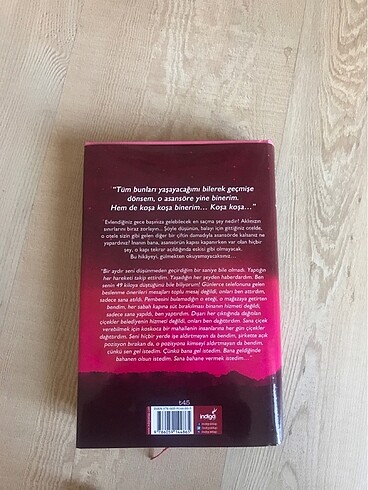 "Tüm bunları yaşayacağımı bilerek geçmişe
dönsem, o asansöre yine binerim.
Hem de koşa koşa binerim... Koşa koşa..."
Evlendiğiniz gece başınıza gelebilecek en saçma şey nedir? Aklınızın
sınırlarını biraz zorlayın... Şöyle düşünün, balayı için gittiğiniz otelde,
o otele sizin gibi gelen diğer bir çiftin damadıyla asansörde kalsanız ne
yapardınız? İnanın bana, asansörün kapısı kapanırken var olan hiçbir
şey, o kapı tekrar açıldığında eskisi gibi olmayacak.
Bu hikâyeyi, gülmekten okuyamayacaksınız...
"Bir aydır seni düşünmeden geçirdiğim bir saniye bile olmadı. Yaptığın
her hareketi takip ettirdim. Yaşadığın her şeyden haberdardım. Ben
senin 49 kiloya düştüğünü bile biliyorum! Günlerce telefonuna gelen
beslenme önerileri mesajları toplu mesaj değildi, onları ben attırdım,
sadece sana atıldı. Pembesini bulamadığın o eteği, o mağazaya getirten
bendim, her sabah kapına süt bırakılması binanın hizmeti değildi,
sadece sana yapıldı, ben yaptırdım. Dışarı her çıktığında dağıtılan
çiçekler belediyenin hizmeti değildi, onları ben dağıttırdım. Sana çiçek
verebilmek için koskoca bir mahallenin insanlarına her gün çiçekler
dağıttırdım. Seni hiçbir yerde işe aldırtmayan da bendim, şirkette açık
pozisyon bırakan da, o pozisyona kimseyi aldırtmayan da bendim,
çünkü sen gel istedim. Çünkü bana gel istedim. Bana geldiğinde
bahanen olsun istedim. Sana bahane vermek istedim..."
indigo